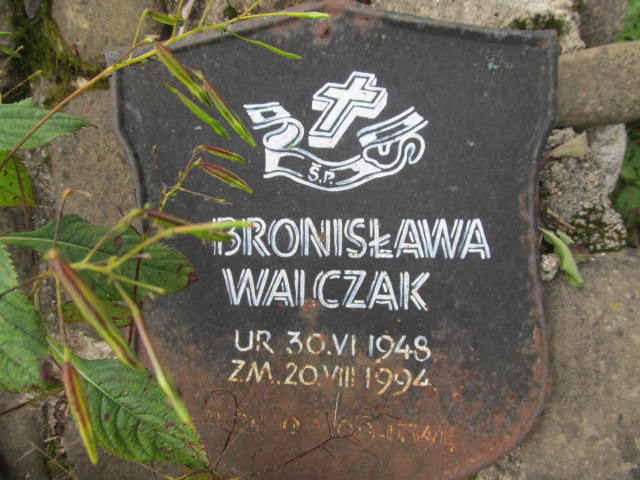 Ś.P.
BRONISŁAWA
WALCZAK
UR 30.VI 1948
ZM.20.VIII 1994
O